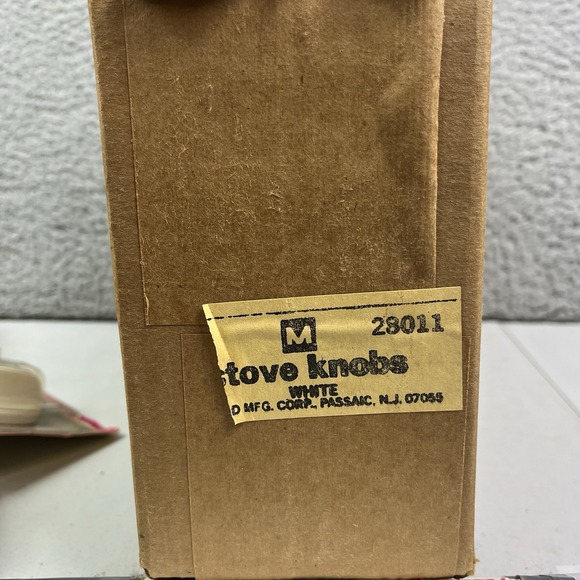 M 28011
stove knobs
WHITE
D MFG. CORP., PASSAIC, N.J. 07055